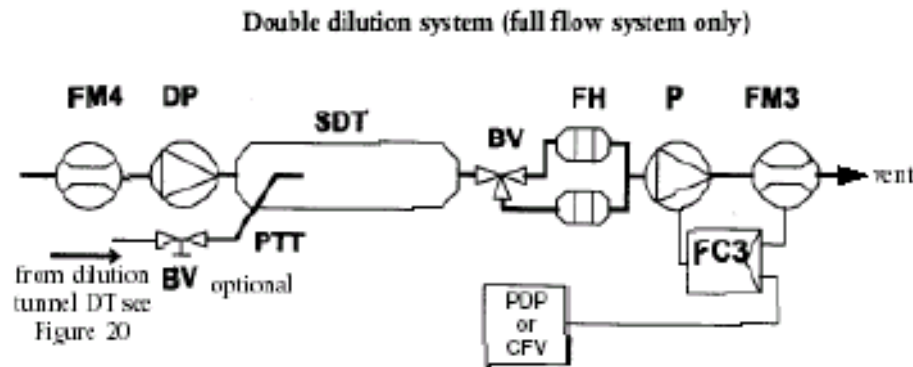 Double dilution system (full flow system only)
FM4 DP SDT BV FH P FM3
vent
PTT
FC3
from dilution
tunnel DT see
Figure 20
BV optional
PDP
or
CFV